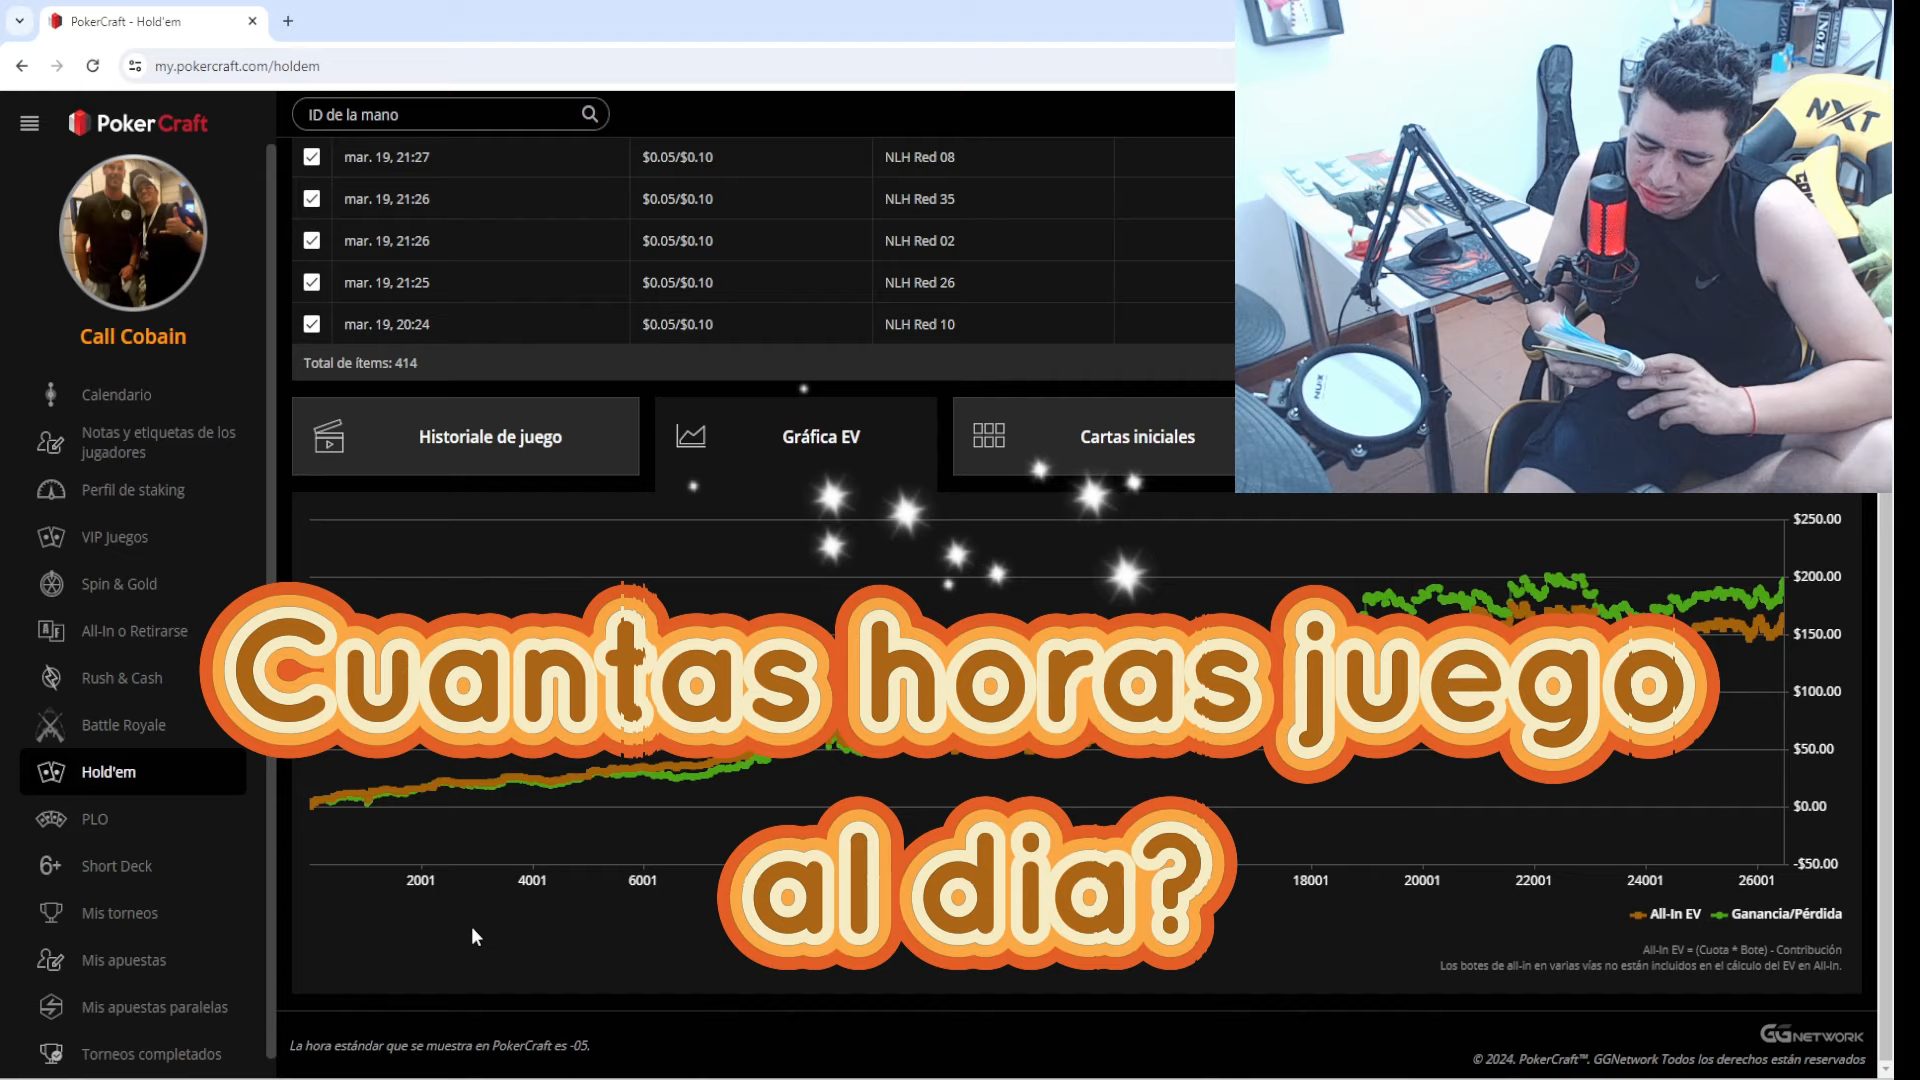 PokerCraft - Hold'em
my.pokercraft.com/holdem
PokerCraft
ID de la mano
mar. 19, 21:27 $0.05/$0.10 NLH Red 08
mar. 19, 21:26 $0.05/$0.10 NLH Red 35
mar. 19, 21:26 $0.05/$0.10 NLH Red 02
mar. 19, 21:25 $0.05/$0.10 NLH Red 26
mar. 19, 20:24 $0.05/$0.10 NLH Red 10
Total de ítems: 414
Call Cobain
Calendario
Notas y etiquetas de los
jugadores
Perfil de staking
VIP Juegos
Spin & Gold
All-In o Retirarse
Rush & Cash
Battle Royale
Hold'em
PLO
6+ Short Deck
Mis torneos
Mis apuestas
Mis apuestas paralelas
Torneos completados
Historiale de juego
Gráfica EV
Cartas iniciales
NXT
NUX
$250.00
$200.00
$150.00
$100.00
$50.00
$0.00
-$50.00
Cuantas horas juego
al dia?
2001 4001 6001 18001 20001 22001 24001 26001
All-In EV Ganancia/Pérdida
All-In EV = (Cuota * Bote) - Contribución
Los botes de all-in en varias vías no están incluidos en el cálculo del EV en All-In.
La hora estándar que se muestra en PokerCraft es -05.
GGNETWORK
© 2024. PokerCraft™. GGNetwork Todos los derechos están reservados